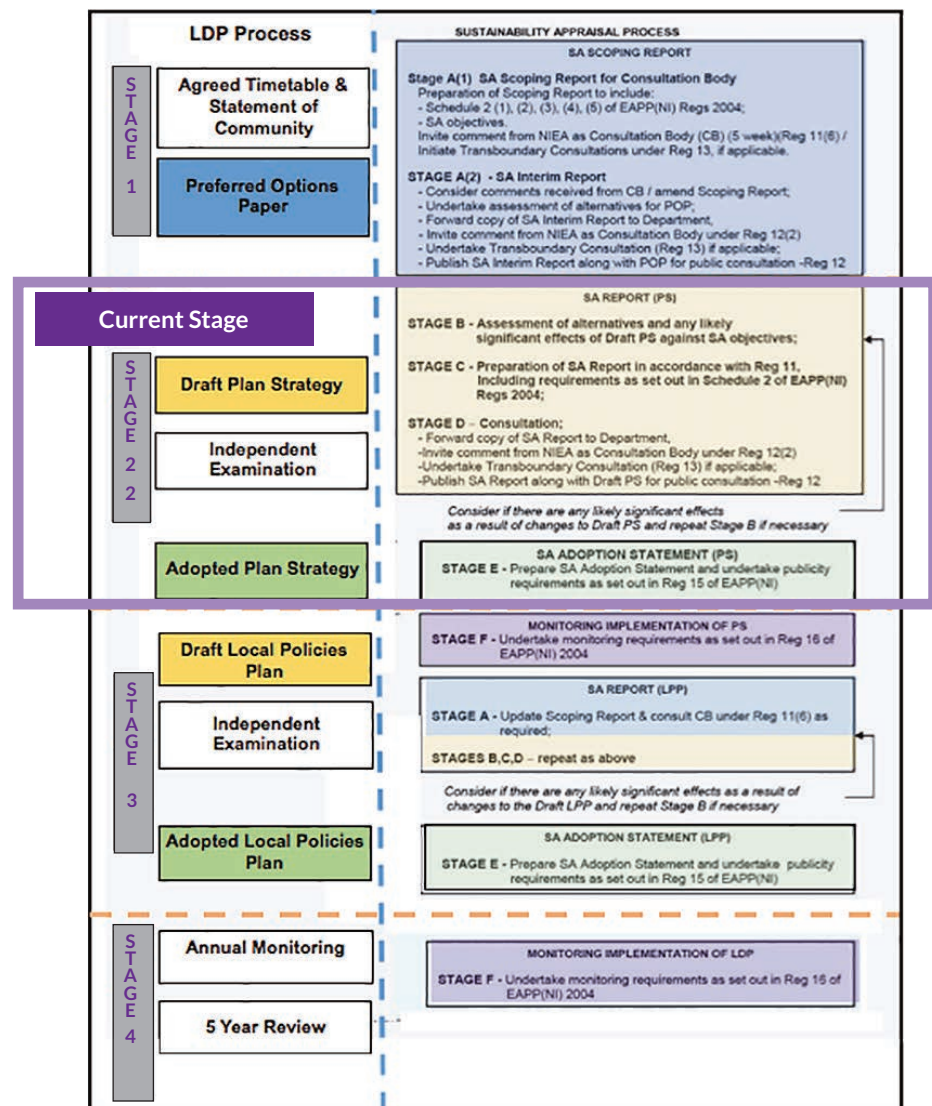 LDP Process
SUSTAINABILITY APPRAISAL PROCESS
STAGE 1
Agreed Timetable &
Statement of
Community
Preferred Options
Paper
SA SCOPING REPORT
Stage A(1) SA Scoping Report for Consultation Body
Preparation of Scoping Report to include:
- Schedule 2 (1), (2), (3), (4), (5) of EAPP(NI) Regs 2004;
- SA objectives.
Invite comment from NIEA as Consultation Body (CB) (5 week)(Reg 11(6) /
Initiate Transboundary Consultations under Reg 13, if applicable.
STAGE A(2) - SA Interim Report
- Consider comments received from CB / amend Scoping Report;
- Undertake assessment of alternatives for POP;
- Forward copy of SA Interim Report to Department,
- Invite comment from NIEA as Consultation Body under Reg 12(2)
- Undertake Transboundary Consultation (Reg 13) if applicable;
- Publish SA Interim Report along with POP for public consultation -Reg 12
Current Stage
STAGE 2 2
Draft Plan Strategy
Independent
Examination
Adopted Plan Strategy
SA REPORT (PS)
STAGE B - Assessment of alternatives and any likely
significant effects of Draft PS against SA objectives;
STAGE C - Preparation of SA Report in accordance with Reg 11,
Including requirements as set out in Schedule 2 of EAPP(NI)
Regs 2004;
STAGE D – Consultation;
- Forward copy of SA Report to Department,
-Invite comment from NIEA as Consultation Body under Reg 12(2)
-Undertake Transboundary Consultation (Reg 13) if applicable;
-Publish SA Report along with Draft PS for public consultation -Reg 12
Consider if there are any likely significant effects
as a result of changes to Draft PS and repeat Stage B if necessary
SA ADOPTION STATEMENT (PS)
STAGE E - Prepare SA Adoption Statement and undertake publicity
requirements as set out in Reg 15 of EAPP(NI)
MONITORING IMPLEMENTATION OF PS
STAGE F - Undertake monitoring requirements as set out in Reg 16 of
EAPP(NI) 2004
STAGE 3
Draft Local Policies
Plan
Independent
Examination
Adopted Local Policies
Plan
SA REPORT (LPP)
STAGE A - Update Scoping Report & consult CB under Reg 11(6) as
required;
STAGES B,C,D – repeat as above
Consider if there are any likely significant effects as a result of
changes to the Draft LPP and repeat Stage B if necessary
SA ADOPTION STATEMENT (LPP)
STAGE E - Prepare SA Adoption Statement and undertake publicity
requirements as set out in Reg 15 of EAPP(NI)
STAGE 4
Annual Monitoring
5 Year Review
MONITORING IMPLEMENTATION OF LDP
STAGE F - Undertake monitoring requirements as set out in Reg 16 of
EAPP(NI) 2004